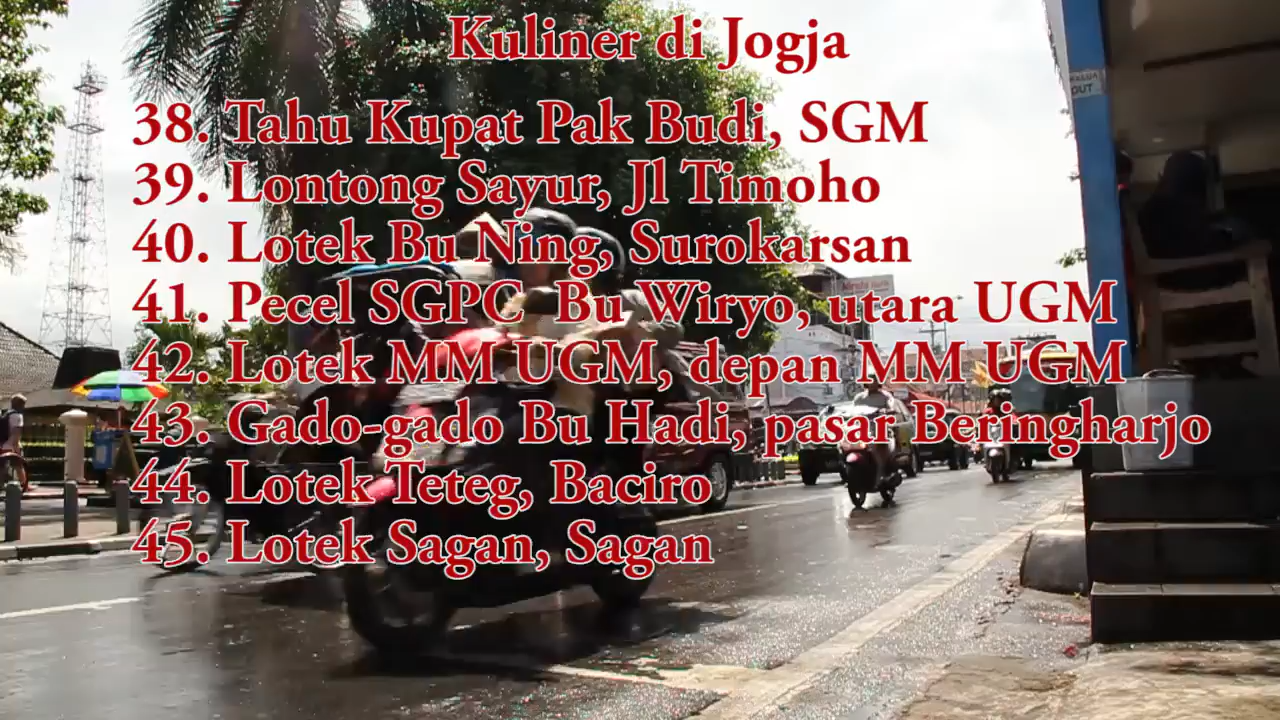 Kuliner di Jogja
38. Tahu Kupat Pak Budi, SGM
39. Lontong Sayur, Jl Timoho
40. Lotek Bu Ning, Surokarsan
41. Pecel SGPC  Bu Wiryo, utara UGM
42. Lotek MM UGM, depan MM UGM
43. Gado-gado Bu Hadi, pasar Beringharjo
44. Lotek Teteg, Baciro
45. Lotek Sagan, Sagan
OUT